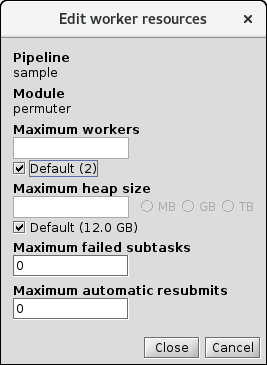 Edit worker resources
Pipeline
sample
Module
permuter
Maximum workers
Default (2)
Maximum heap size
MB GB TB
Default (12.0 GB)
Maximum failed subtasks
0
Maximum automatic resubmits
0
Close Cancel